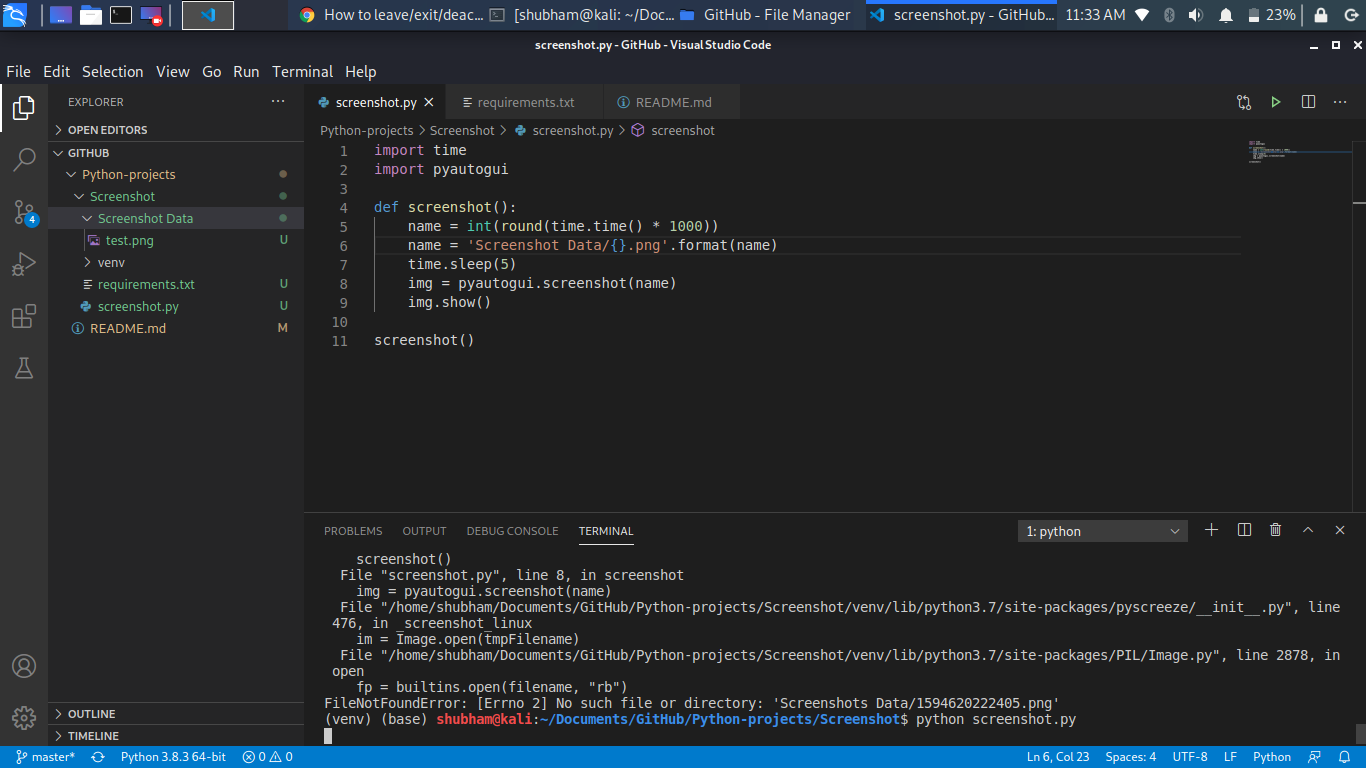 How to leave/exit/deac...
[shubham@kali: ~/Doc...
GitHub - File Manager
screenshot.py - GitHub...
11:33 AM
23%
screenshot.py - GitHub - Visual Studio Code
File Edit Selection View Go Run Terminal Help
EXPLORER
OPEN EDITORS
GITHUB
Python-projects
Screenshot
Screenshot Data
test.png U
venv
requirements.txt U
screenshot.py U
README.md M
4
OUTLINE
TIMELINE
screenshot.py
requirements.txt
README.md
Python-projects > Screenshot > screenshot.py > screenshot
1 import time
2 import pyautogui
3
4 def screenshot():
5 name = int(round(time.time() * 1000))
6 name = 'Screenshot Data/{}.png'.format(name)
7 time.sleep(5)
8 img = pyautogui.screenshot(name)
9 img.show()
10
11 screenshot()
PROBLEMS OUTPUT DEBUG CONSOLE TERMINAL
1: python
screenshot()
File "screenshot.py", line 8, in screenshot
img = pyautogui.screenshot(name)
File "/home/shubham/Documents/GitHub/Python-projects/Screenshot/venv/lib/python3.7/site-packages/pyscreeze/__init__.py", line
476, in _screenshot_linux
im = Image.open(tmpFilename)
File "/home/shubham/Documents/GitHub/Python-projects/Screenshot/venv/lib/python3.7/site-packages/PIL/Image.py", line 2878, in
open
fp = builtins.open(filename, "rb")
FileNotFoundError: [Errno 2] No such file or directory: 'Screenshots Data/1594620222405.png'
(venv) (base) shubham@kali:~/Documents/GitHub/Python-projects/Screenshot$ python screenshot.py
master*
Python 3.8.3 64-bit
0 0
Ln 6, Col 23
Spaces: 4
UTF-8
LF
Python